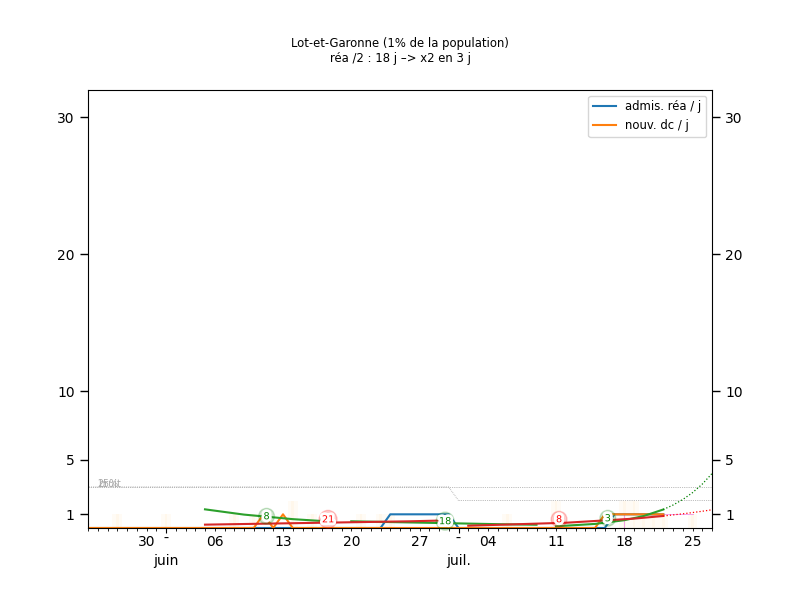 Lot-et-Garonne (1% de la population)
réa /2 : 18 j –> x2 en 3 j
admis. réa / j
nouv. dc / j
30 30
20 20
10 10
5 5
1 1
8 21 18 8 3
30 - 06 13 20 27 - 04 11 18 25
juin juil.